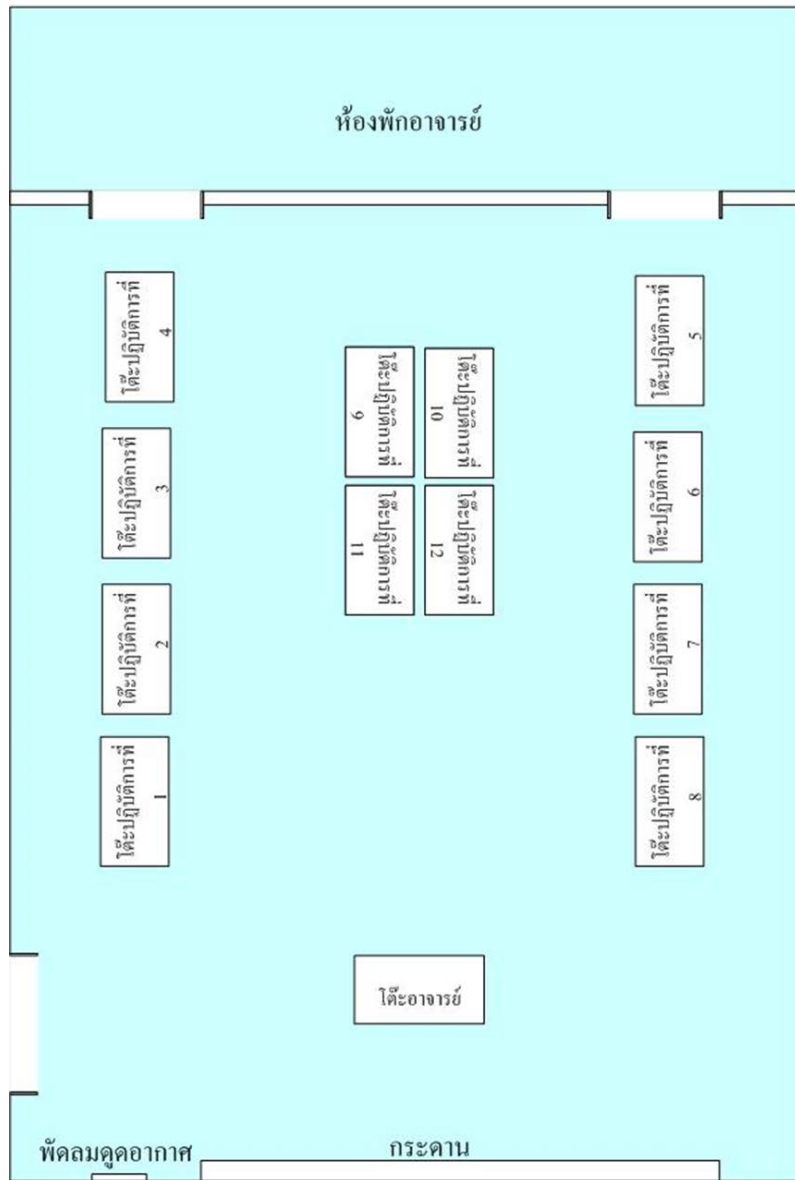 ห้องพักอาจารย์
โต๊ะปฏิบัติการที่
4
โต๊ะปฏิบัติการที่
5
โต๊ะปฏิบัติการที่
9
โต๊ะปฏิบัติการที่
10
โต๊ะปฏิบัติการที่
3
โต๊ะปฏิบัติการที่
6
โต๊ะปฏิบัติการที่
11
โต๊ะปฏิบัติการที่
12
โต๊ะปฏิบัติการที่
2
โต๊ะปฏิบัติการที่
7
โต๊ะปฏิบัติการที่
1
โต๊ะปฏิบัติการที่
8
โต๊ะอาจารย์
พัดลมดูดอากาศ
กระดาน